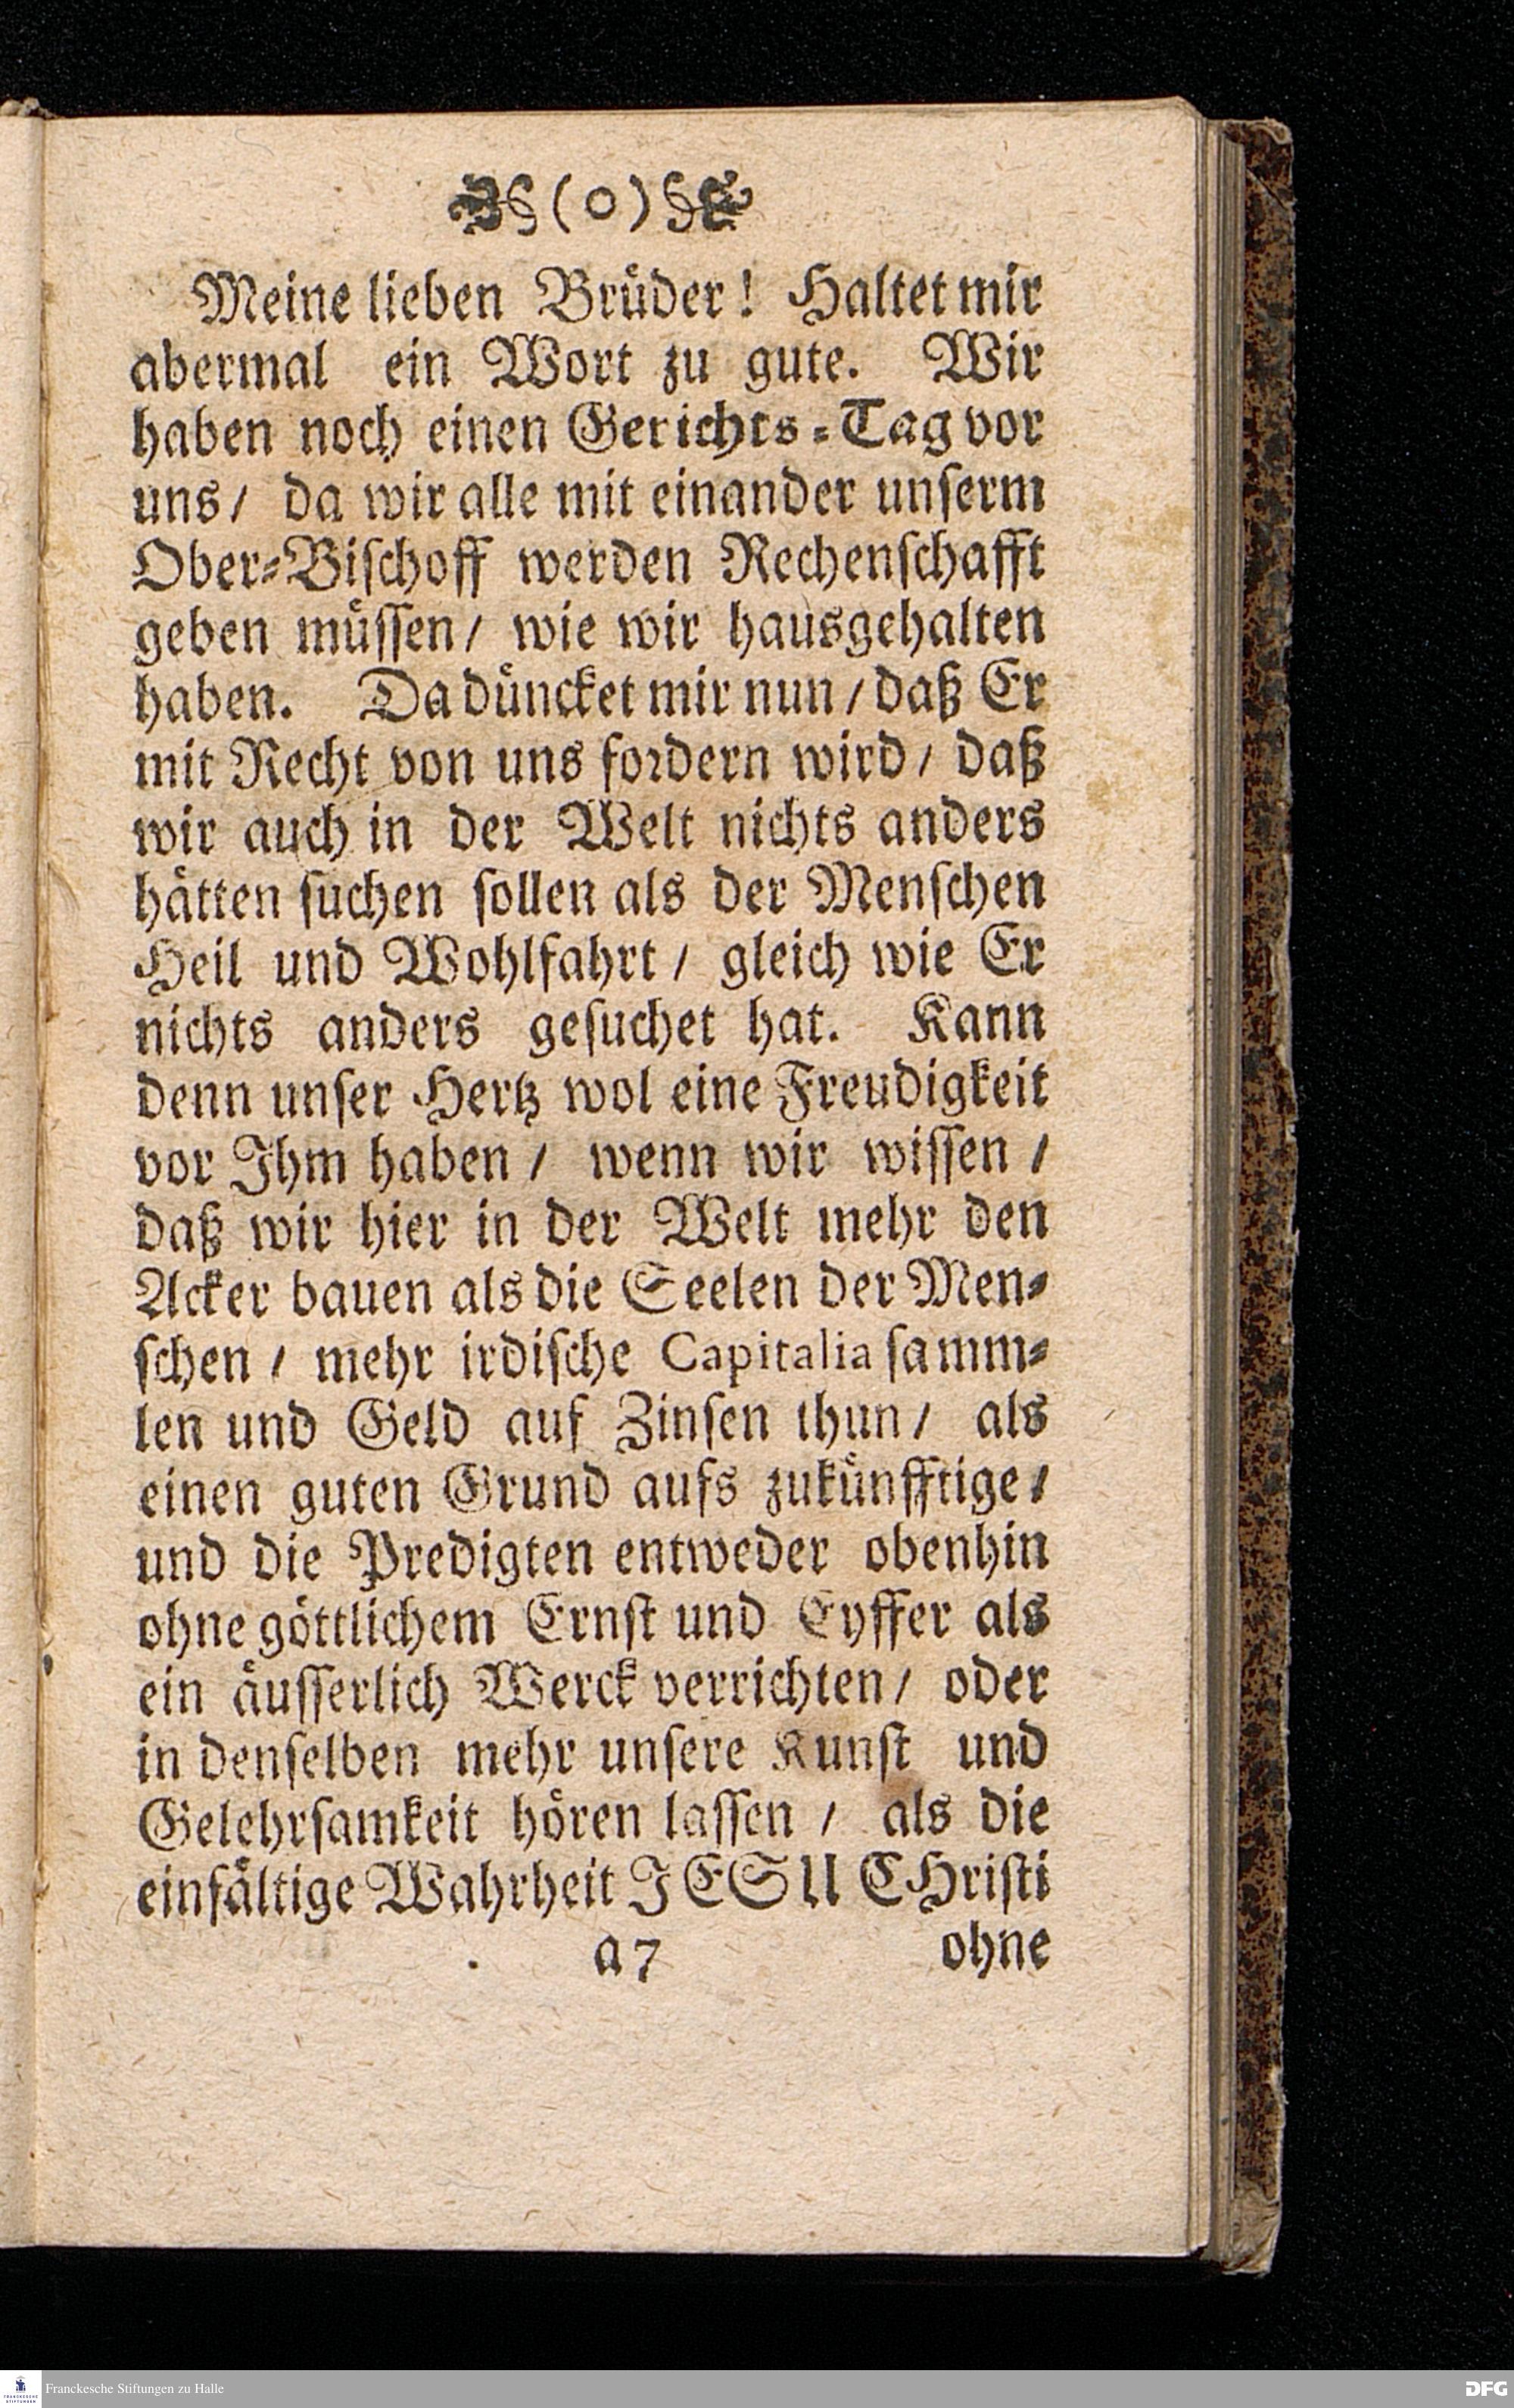 (o)
Meine lieben Brüder! Haltet mir
abermal ein Wort zu gute. Wir
haben noch einen Gerichts-Tag vor
uns/ da wir alle mit einander unserm
Ober-Bischoff werden Rechenschafft
geben müssen/ wie wir hausgehalten
haben. Da düncket mir nun/ daß Er
mit Recht von uns fordern wird/ daß
wir auch in der Welt nichts anders
hätten suchen sollen als der Menschen
Heil und Wohlfahrt/ gleich wie Er
nichts anders gesuchet hat. Kann
denn unser Hertz wol eine Freudigkeit
vor Ihm haben/ wenn wir wissen/
daß wir hier in der Welt mehr den
Acker bauen als die Seelen der Men-
schen/ mehr irdische Capitalia samm-
len und Geld auf Zinsen thun/ als
einen guten Grund aufs zukünfftige/
und die Predigten entweder obenhin
ohne göttlichem Ernst und Eyffer als
ein äusserlich Werck verrichten/ oder
in denselben mehr unsere Kunst und
Gelehrsamkeit hören lassen/ als die
einfältige Wahrheit JESU CHristi
a 7 ohne
FRANCKESCHE STIFTUNGEN
Franckesche Stiftungen zu Halle
DFG